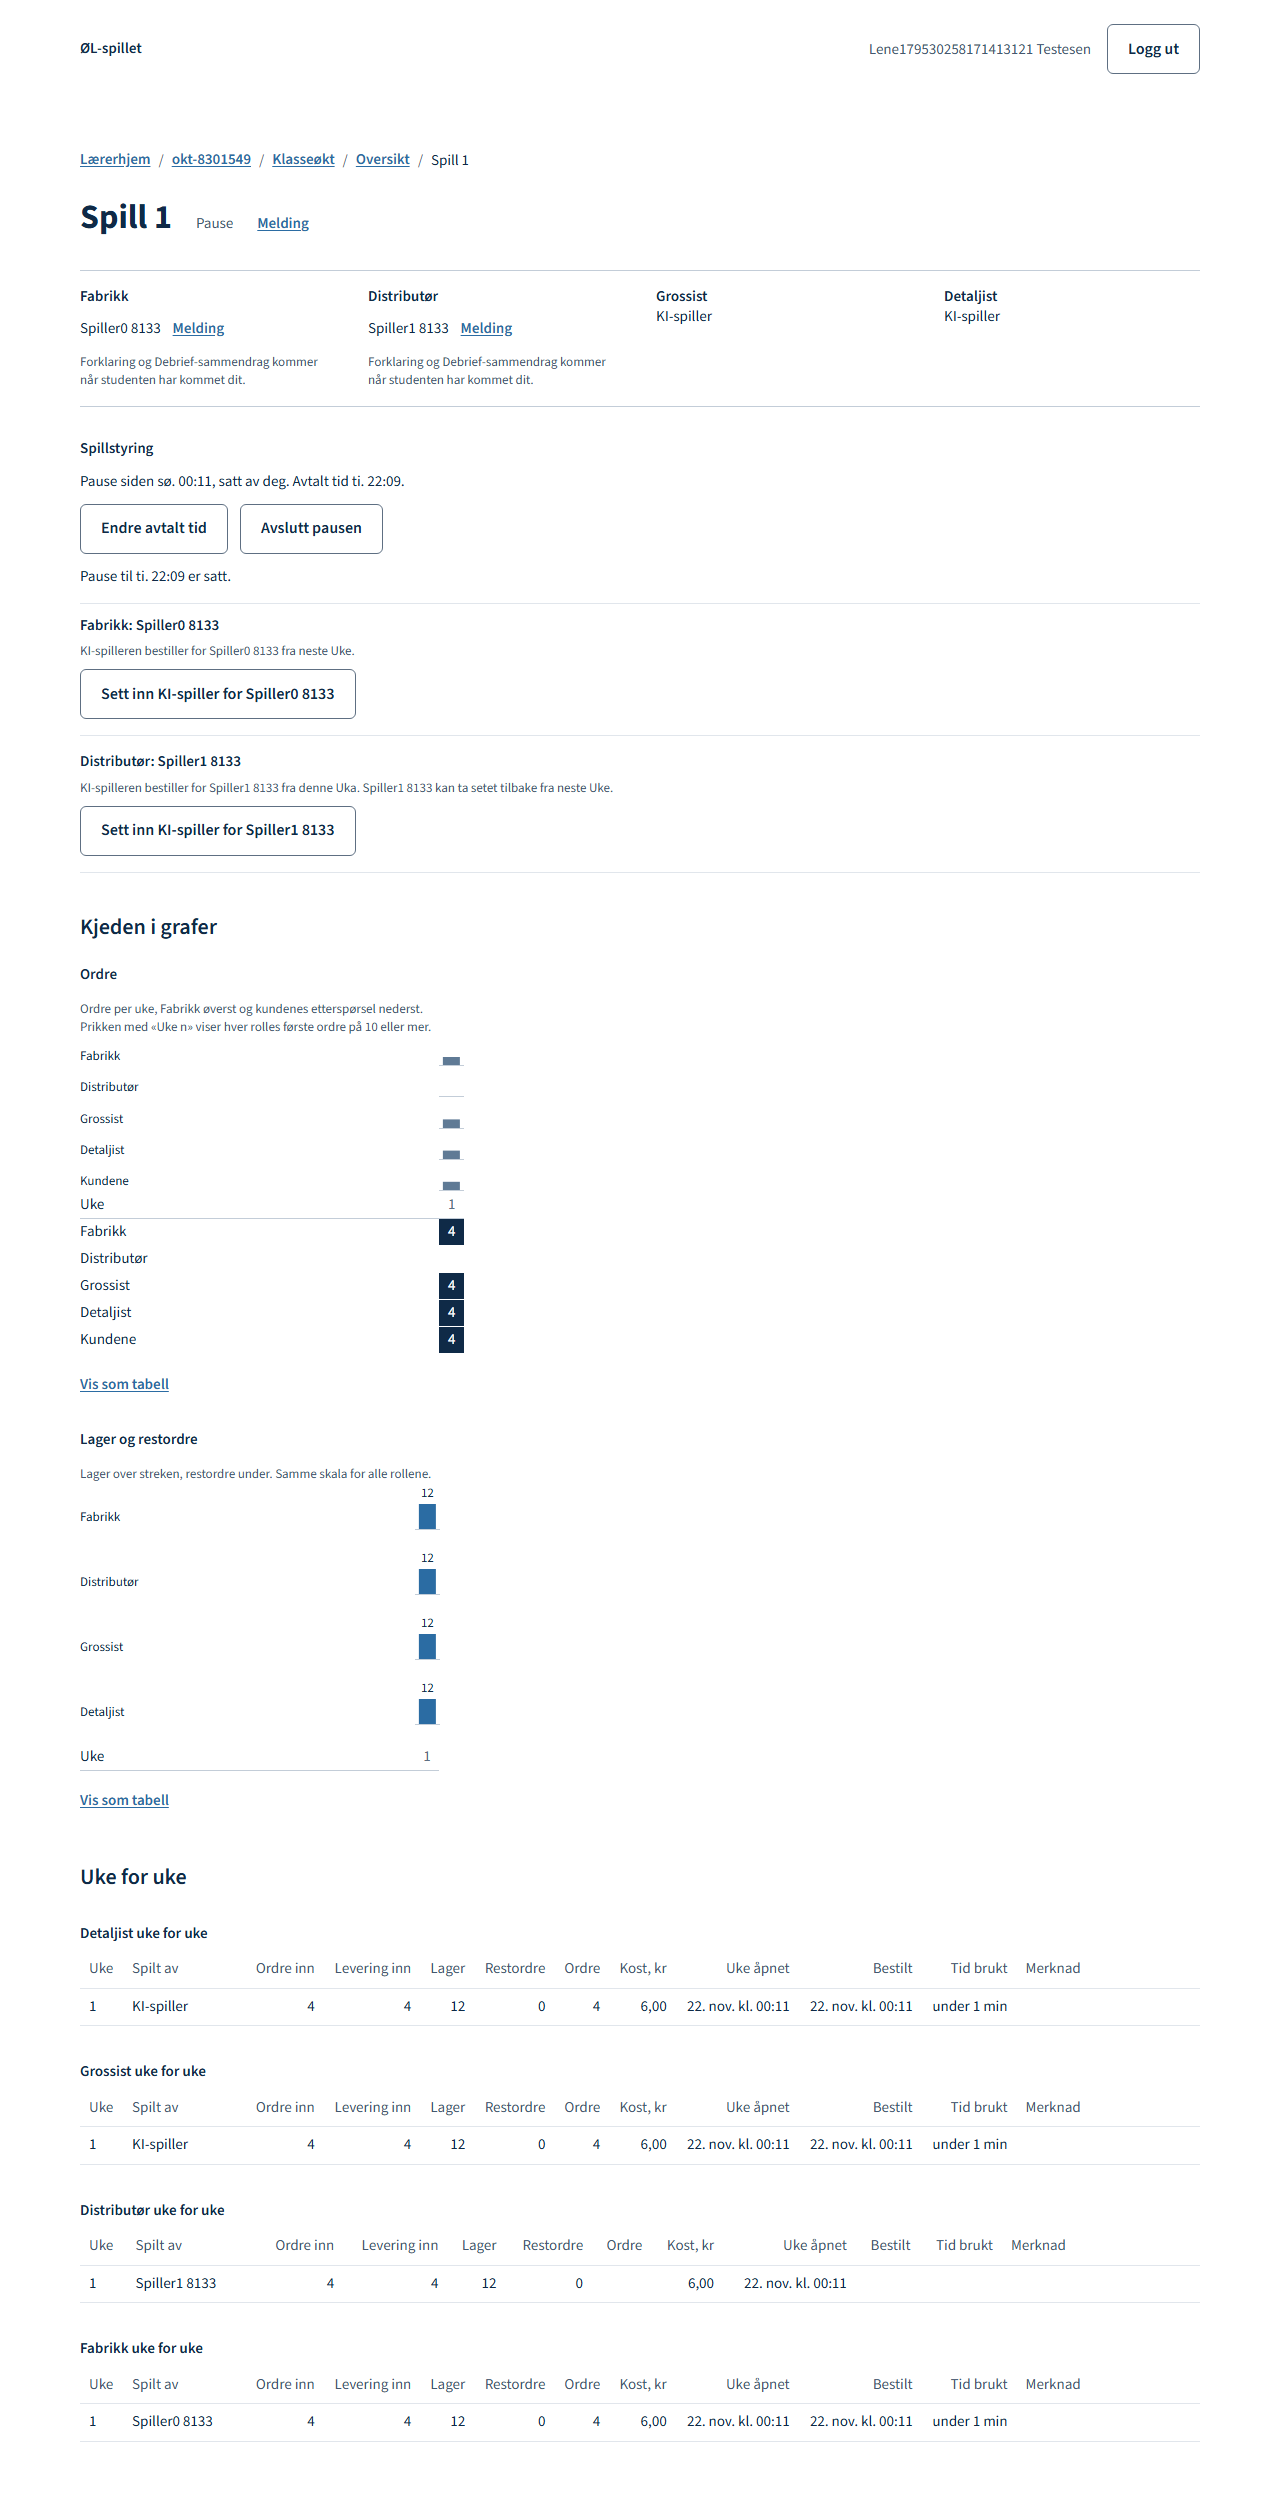 ØL-spillet
Lene179530258171413121 Testesen
Logg ut
Lærerhjem / okt-8301549 / Klasseøkt / Oversikt / Spill 1
Spill 1 Pause Melding
Fabrikk
Spiller0 8133 Melding
Forklaring og Debrief-sammendrag kommer
når studenten har kommet dit.
Distributør
Spiller1 8133 Melding
Forklaring og Debrief-sammendrag kommer
når studenten har kommet dit.
Grossist
KI-spiller
Detaljist
KI-spiller
Spillstyring
Pause siden sø. 00:11, satt av deg. Avtalt tid ti. 22:09.
Endre avtalt tid
Avslutt pausen
Pause til ti. 22:09 er satt.
Fabrikk: Spiller0 8133
KI-spilleren bestiller for Spiller0 8133 fra neste Uke.
Sett inn KI-spiller for Spiller0 8133
Distributør: Spiller1 8133
KI-spilleren bestiller for Spiller1 8133 fra denne Uka. Spiller1 8133 kan ta setet tilbake fra neste Uke.
Sett inn KI-spiller for Spiller1 8133
Kjeden i grafer
Ordre
Ordre per uke, Fabrikk øverst og kundenes etterspørsel nederst.
Prikken med «Uke n» viser hver rolles første ordre på 10 eller mer.
Fabrikk
Distributør
Grossist
Detaljist
Kundene
Uke 1
Fabrikk 4
Distributør
Grossist 4
Detaljist 4
Kundene 4
Vis som tabell
Lager og restordre
Lager over streken, restordre under. Samme skala for alle rollene.
12
Fabrikk
12
Distributør
12
Grossist
12
Detaljist
Uke 1
Vis som tabell
Uke for uke
Detaljist uke for uke
Uke Spilt av Ordre inn Levering inn Lager Restordre Ordre Kost, kr Uke åpnet Bestilt Tid brukt Merknad
1 KI-spiller 4 4 12 0 4 6,00 22. nov. kl. 00:11 22. nov. kl. 00:11 under 1 min
Grossist uke for uke
Uke Spilt av Ordre inn Levering inn Lager Restordre Ordre Kost, kr Uke åpnet Bestilt Tid brukt Merknad
1 KI-spiller 4 4 12 0 4 6,00 22. nov. kl. 00:11 22. nov. kl. 00:11 under 1 min
Distributør uke for uke
Uke Spilt av Ordre inn Levering inn Lager Restordre Ordre Kost, kr Uke åpnet Bestilt Tid brukt Merknad
1 Spiller1 8133 4 4 12 0 6,00 22. nov. kl. 00:11
Fabrikk uke for uke
Uke Spilt av Ordre inn Levering inn Lager Restordre Ordre Kost, kr Uke åpnet Bestilt Tid brukt Merknad
1 Spiller0 8133 4 4 12 0 4 6,00 22. nov. kl. 00:11 22. nov. kl. 00:11 under 1 min